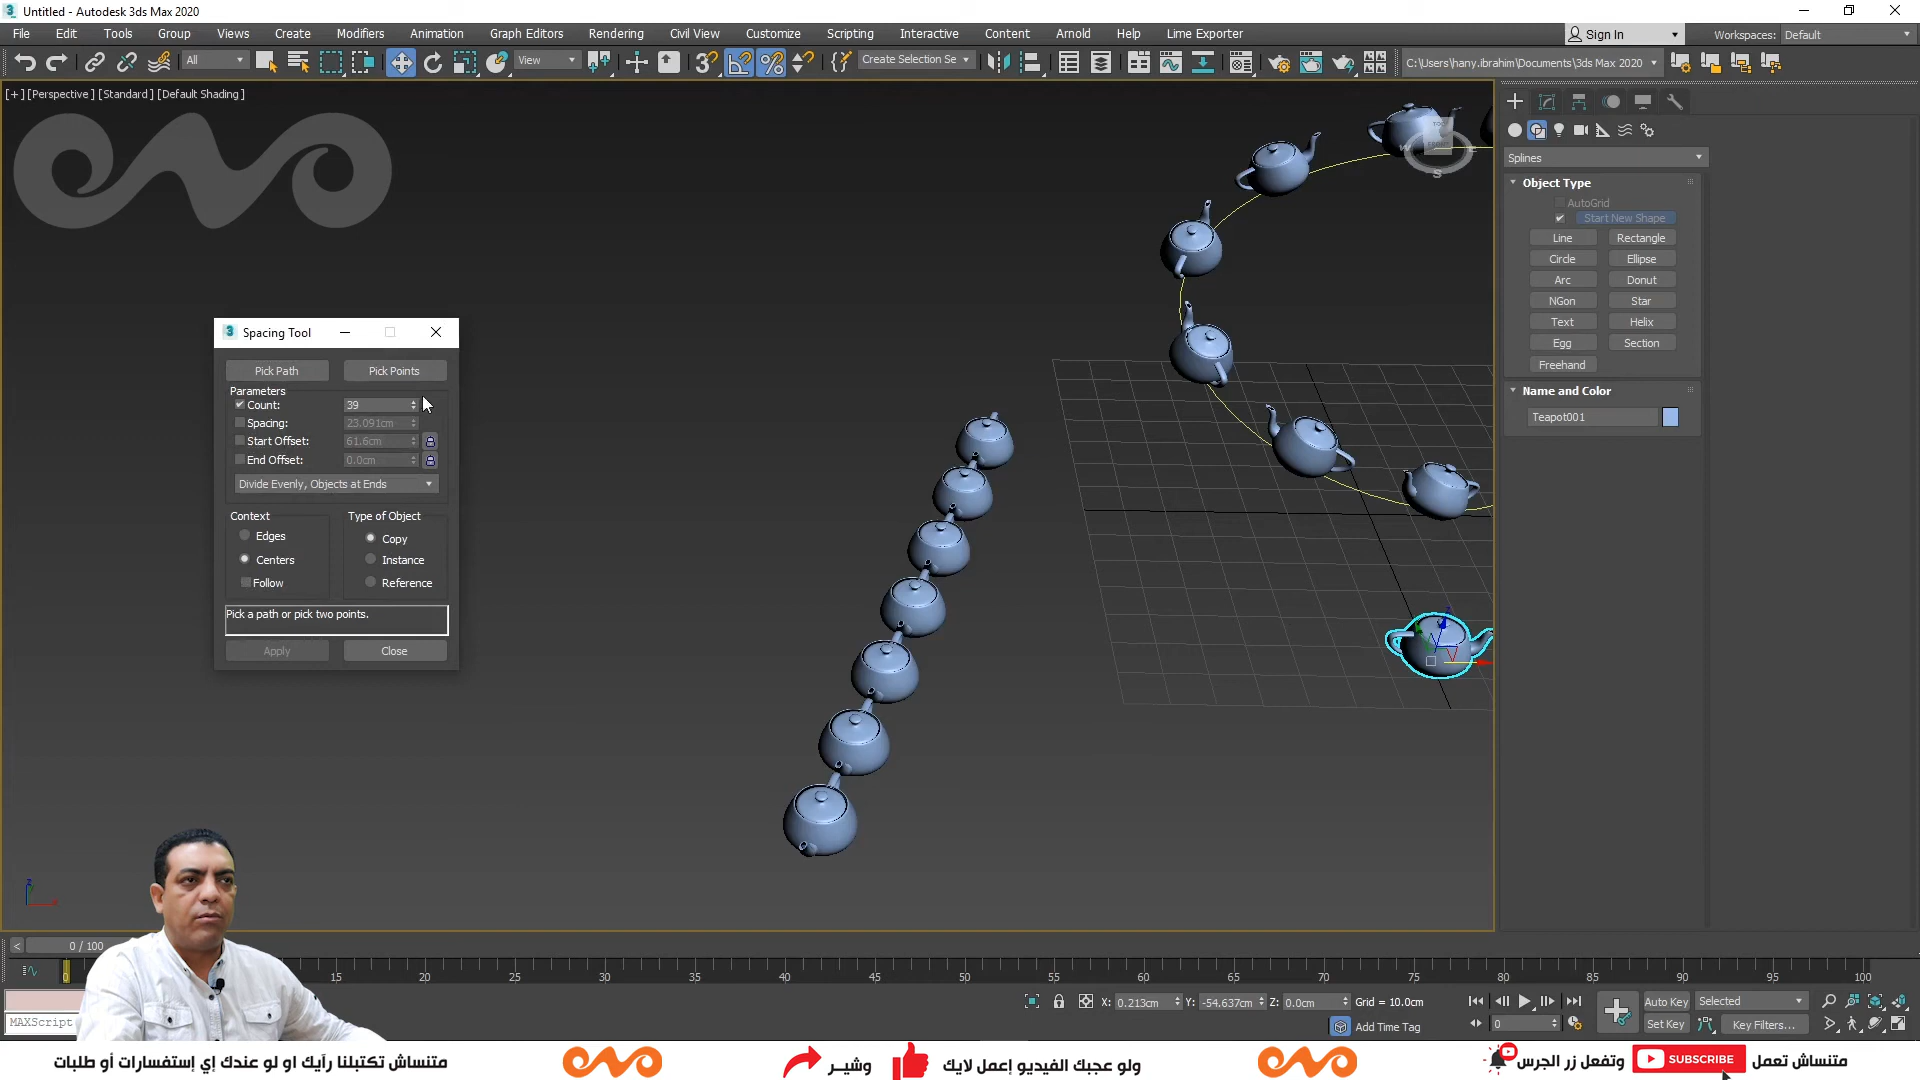 Untitled - Autodesk 3ds Max 2020
File Edit Tools Group Views Create Modifiers Animation Graph Editors Rendering Civil View Customize Scripting Interactive Content Arnold Help Lime Exporter Sign In Workspaces: Default
All View Create Selection Se C:\Users\hany.ibrahim\Documents\3ds Max 2020
[+] [Perspective] [Standard] [Default Shading]
Splines
Object Type
AutoGrid
Start New Shape
Line Rectangle
Circle Ellipse
Arc Donut
NGon Star
Text Helix
Egg Section
Freehand
Name and Color
Teapot001
Spacing Tool
Pick Path Pick Points
Parameters
Count: 39
Spacing: 23.091cm
Start Offset: 61.6cm
End Offset: 0.0cm
Divide Evenly, Objects at Ends
Context Type of Object
Edges Copy
Centers Instance
Follow Reference
Pick a path or pick two points.
Apply Close
0 / 100
0 15 20 25 30 35 40 45 50 55 60 65 70 75 80 85 90 95 100
X: 0.213cm Y: -54.637cm Z: 0.0cm Grid = 10.0cm Auto Key Selected
MAXScript Add Time Tag 0 Set Key Key Filters...
متنساش تعمل SUBSCRIBE وتفعل زر الجرس
ولو عجبك الفيديو إعمل لايك وشير
متنساش تكتبلنا رأيك او لو عندك إي إستفسارات أو طلبات